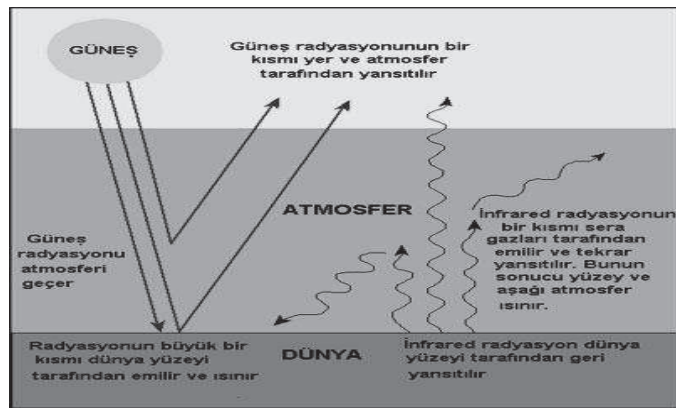 GÜNEŞ
Güneş radyasyonunun bir
kısmı yer ve atmosfer
tarafından yansıtılır
ATMOSFER
Güneş
radyasyonu
atmosferi
geçer
İnfrared radyasyonun
bir kısmı sera
gazları tarafından
emilir ve tekrar
yansıtılır. Bunun
sonucu yüzey ve
aşağı atmosfer
ısınır.
Radyasyonun büyük bir
kısmı dünya yüzeyi
tarafından emilir ve ısınır
DÜNYA
İnfrared radyasyon dünya
yüzeyi tarafından geri
yansıtılır